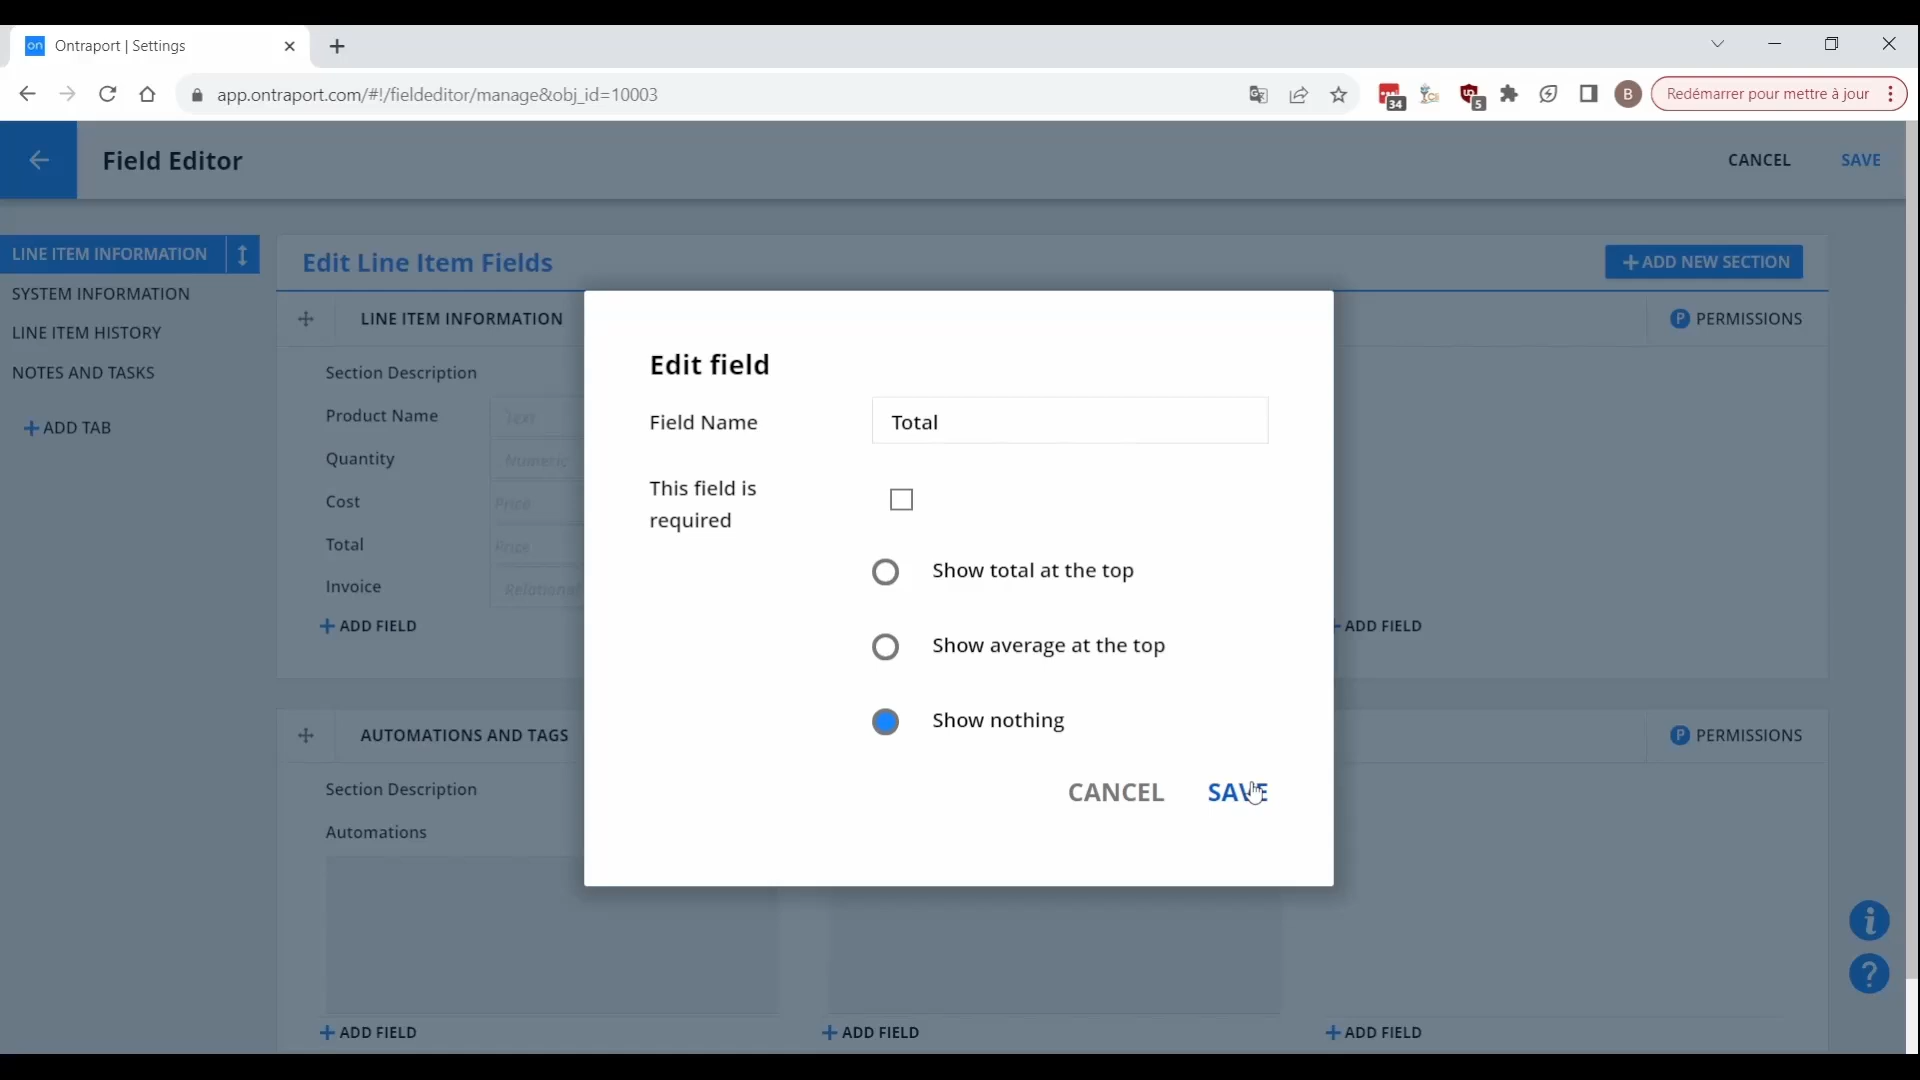 on Ontraport | Settings
app.ontraport.com/#!/fieldeditor/manage&obj_id=10003
34
5
B
Redémarrer pour mettre à jour
Field Editor
CANCEL
SAVE
LINE ITEM INFORMATION
SYSTEM INFORMATION
LINE ITEM HISTORY
NOTES AND TASKS
+ ADD TAB
Edit Line Item Fields
+ ADD NEW SECTION
LINE ITEM INFORMATION
P PERMISSIONS
Section Description
Product Name
Text
Quantity
Numeric
Cost
Price
Total
Price
Invoice
Relational
+ ADD FIELD
ADD FIELD
AUTOMATIONS AND TAGS
P PERMISSIONS
Section Description
Automations
+ ADD FIELD
+ ADD FIELD
+ ADD FIELD
Edit field
Field Name
Total
This field is
required
Show total at the top
Show average at the top
Show nothing
CANCEL
SAVE
i
?